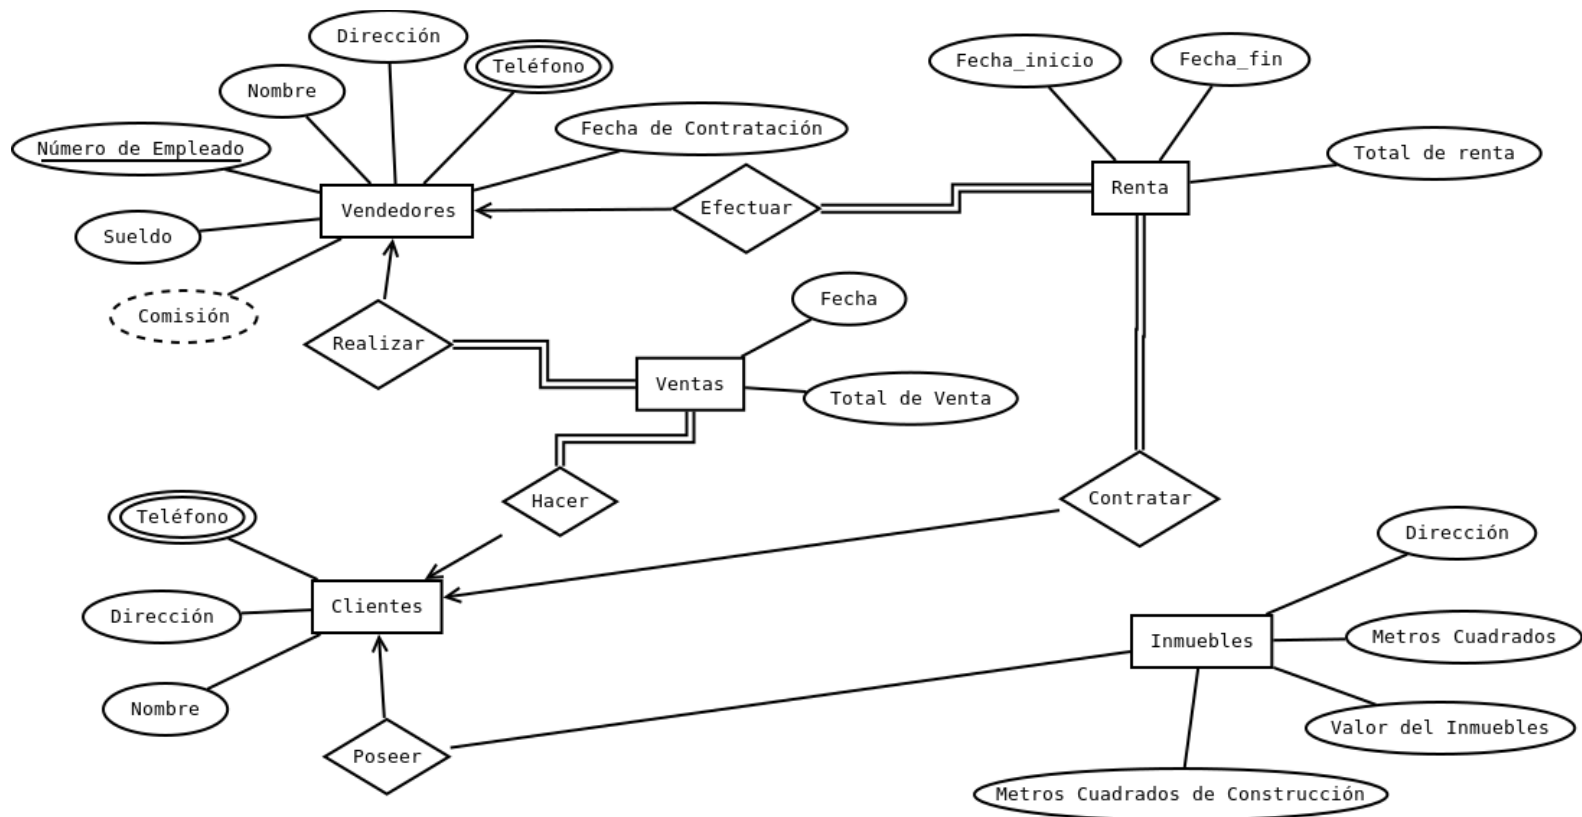 Dirección
Teléfono
Nombre
Fecha de Contratación
Número de Empleado
Vendedores
Sueldo
Comisión
Efectuar
Fecha_inicio
Fecha_fin
Total de renta
Renta
Realizar
Fecha
Ventas
Total de Venta
Hacer
Contratar
Teléfono
Dirección
Clientes
Nombre
Poseer
Dirección
Inmuebles
Metros Cuadrados
Valor del Inmuebles
Metros Cuadrados de Construcción